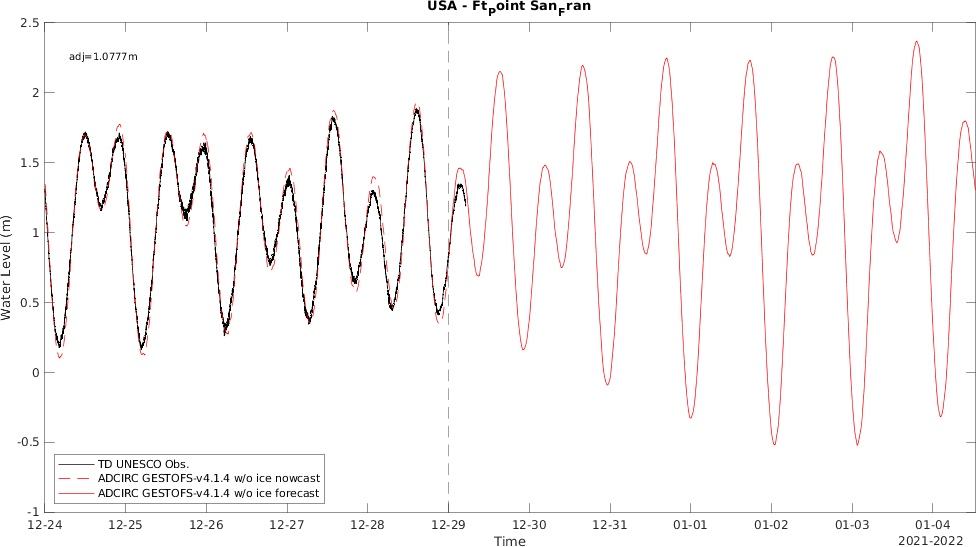 USA - Ft_Point San_Fran
adj=1.0777m
2.5
2
1.5
1
0.5
0
-0.5
-1
Water Level (m)
TD UNESCO Obs.
ADCIRC GESTOFS-v4.1.4 w/o ice nowcast
ADCIRC GESTOFS-v4.1.4 w/o ice forecast
12-24 12-25 12-26 12-27 12-28 12-29 12-30 12-31 01-01 01-02 01-03 01-04
Time
2021-2022